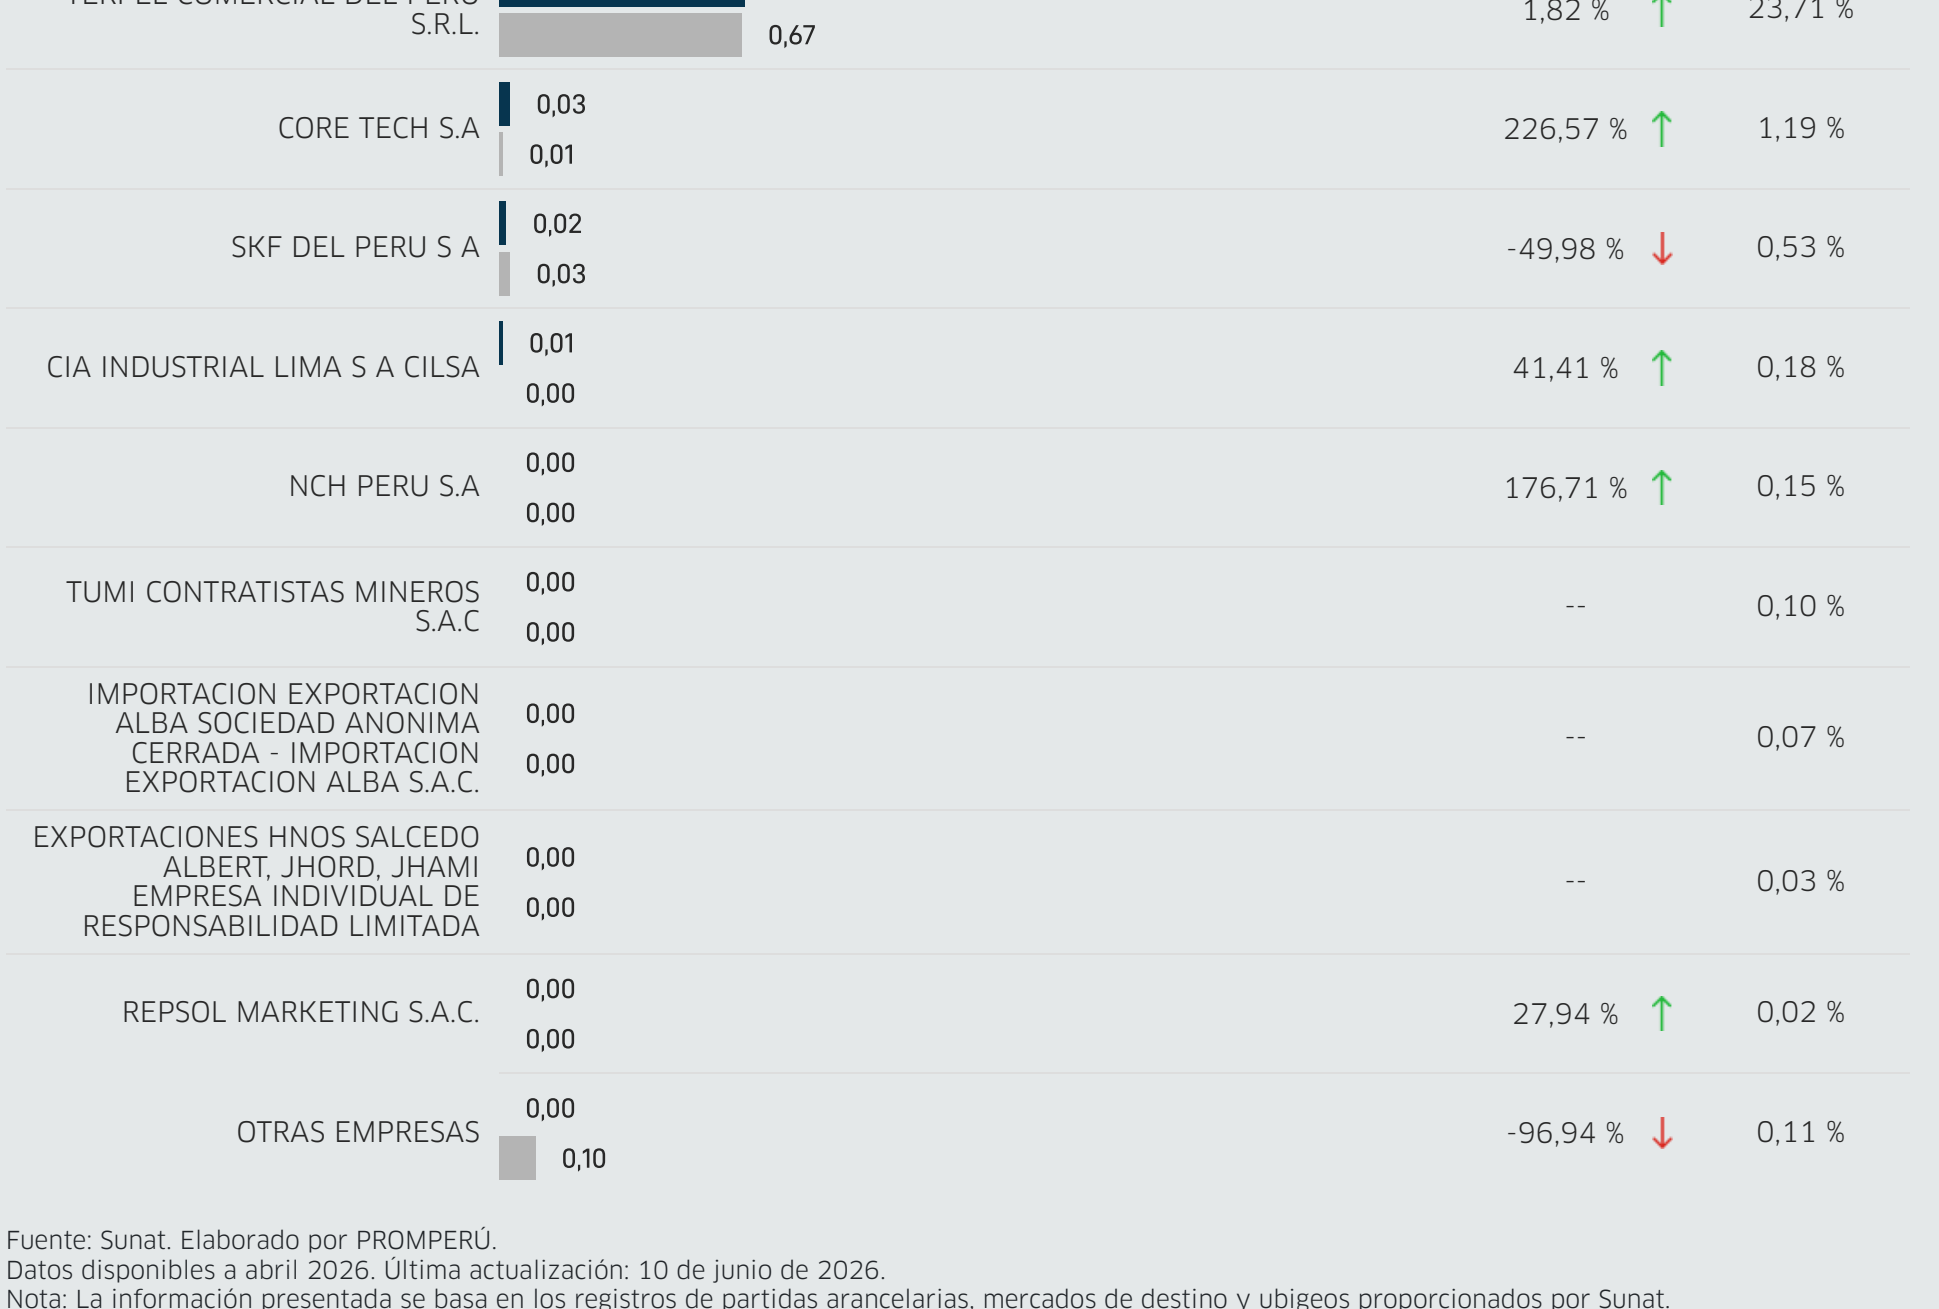 S.R.L.
0,67
1,82 %
23,71 %
CORE TECH S.A
0,03
0,01
226,57 %
1,19 %
SKF DEL PERU S A
0,02
0,03
-49,98 %
0,53 %
CIA INDUSTRIAL LIMA S A CILSA
0,01
0,00
41,41 %
0,18 %
NCH PERU S.A
0,00
0,00
176,71 %
0,15 %
TUMI CONTRATISTAS MINEROS
S.A.C
0,00
0,00
--
0,10 %
IMPORTACION EXPORTACION
ALBA SOCIEDAD ANONIMA
CERRADA - IMPORTACION
EXPORTACION ALBA S.A.C.
0,00
0,00
--
0,07 %
EXPORTACIONES HNOS SALCEDO
ALBERT, JHORD, JHAMI
EMPRESA INDIVIDUAL DE
RESPONSABILIDAD LIMITADA
0,00
0,00
--
0,03 %
REPSOL MARKETING S.A.C.
0,00
0,00
27,94 %
0,02 %
OTRAS EMPRESAS
0,00
0,10
-96,94 %
0,11 %
Fuente: Sunat. Elaborado por PROMPERÚ.
Datos disponibles a abril 2026. Última actualización: 10 de junio de 2026.
Nota: La información presentada se basa en los registros de partidas arancelarias, mercados de destino y ubigeos proporcionados por Sunat.